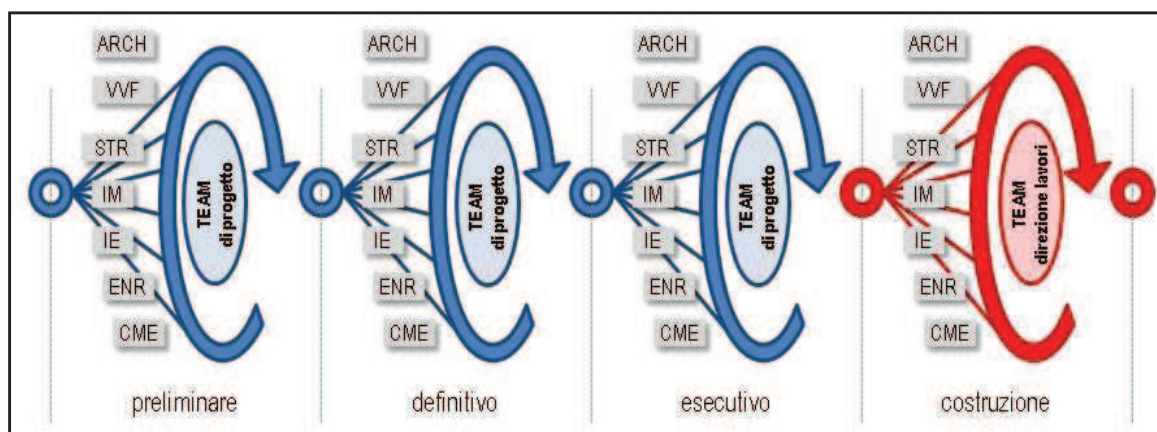 ARCH
VVF
STR
IM
IE
ENR
CME
TEAM
di progetto
preliminare
ARCH
VVF
STR
IM
IE
ENR
CME
TEAM
di progetto
definitivo
ARCH
VVF
STR
IM
IE
ENR
CME
TEAM
di progetto
esecutivo
ARCH
VVF
STR
IM
IE
ENR
CME
TEAM
direzione lavori
costruzione